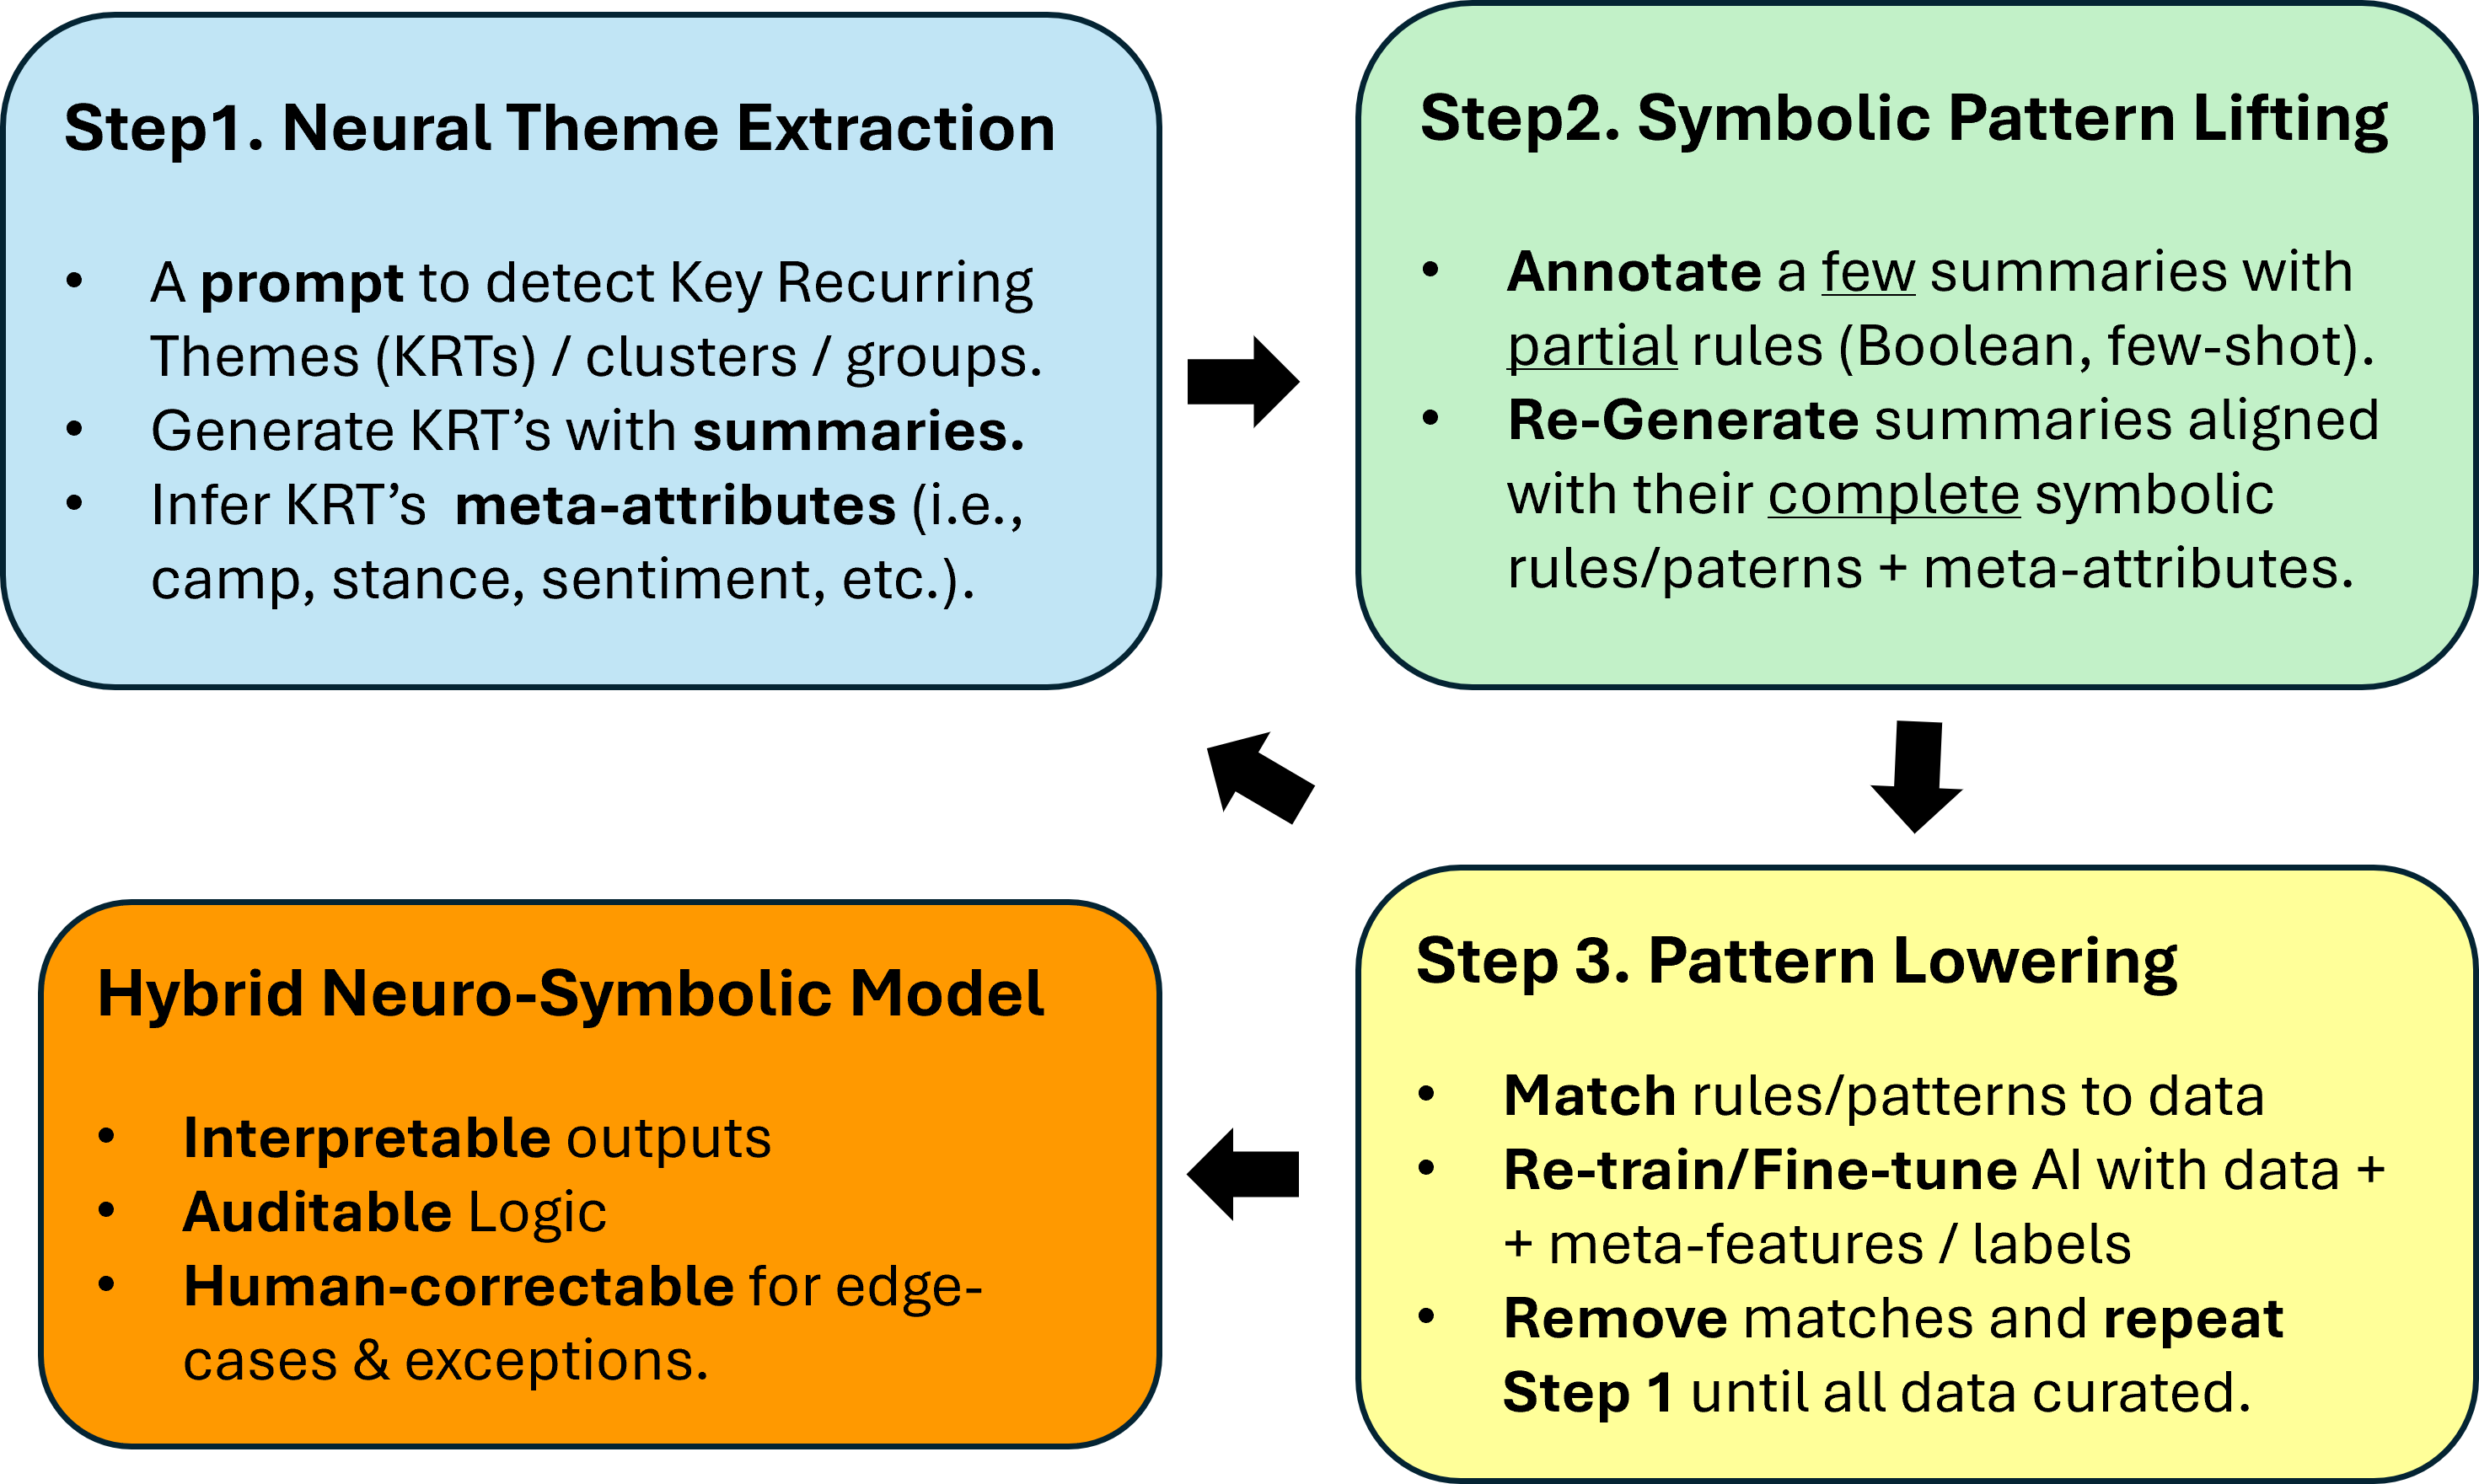 Step1. Neural Theme Extraction
• A prompt to detect Key Recurring
Themes (KRTs) / clusters / groups.
• Generate KRT’s with summaries.
• Infer KRT’s  meta-attributes (i.e.,
camp, stance, sentiment, etc.).
Step2. Symbolic Pattern Lifting
• Annotate a few summaries with
partial rules (Boolean, few-shot).
• Re-Generate summaries aligned
with their complete symbolic
rules/paterns + meta-attributes.
Step 3. Pattern Lowering
• Match rules/patterns to data
• Re-train/Fine-tune AI with data +
+ meta-features / labels
• Remove matches and repeat
Step 1 until all data curated.
Hybrid Neuro-Symbolic Model
• Interpretable outputs
• Auditable Logic
• Human-correctable for edge-
cases & exceptions.